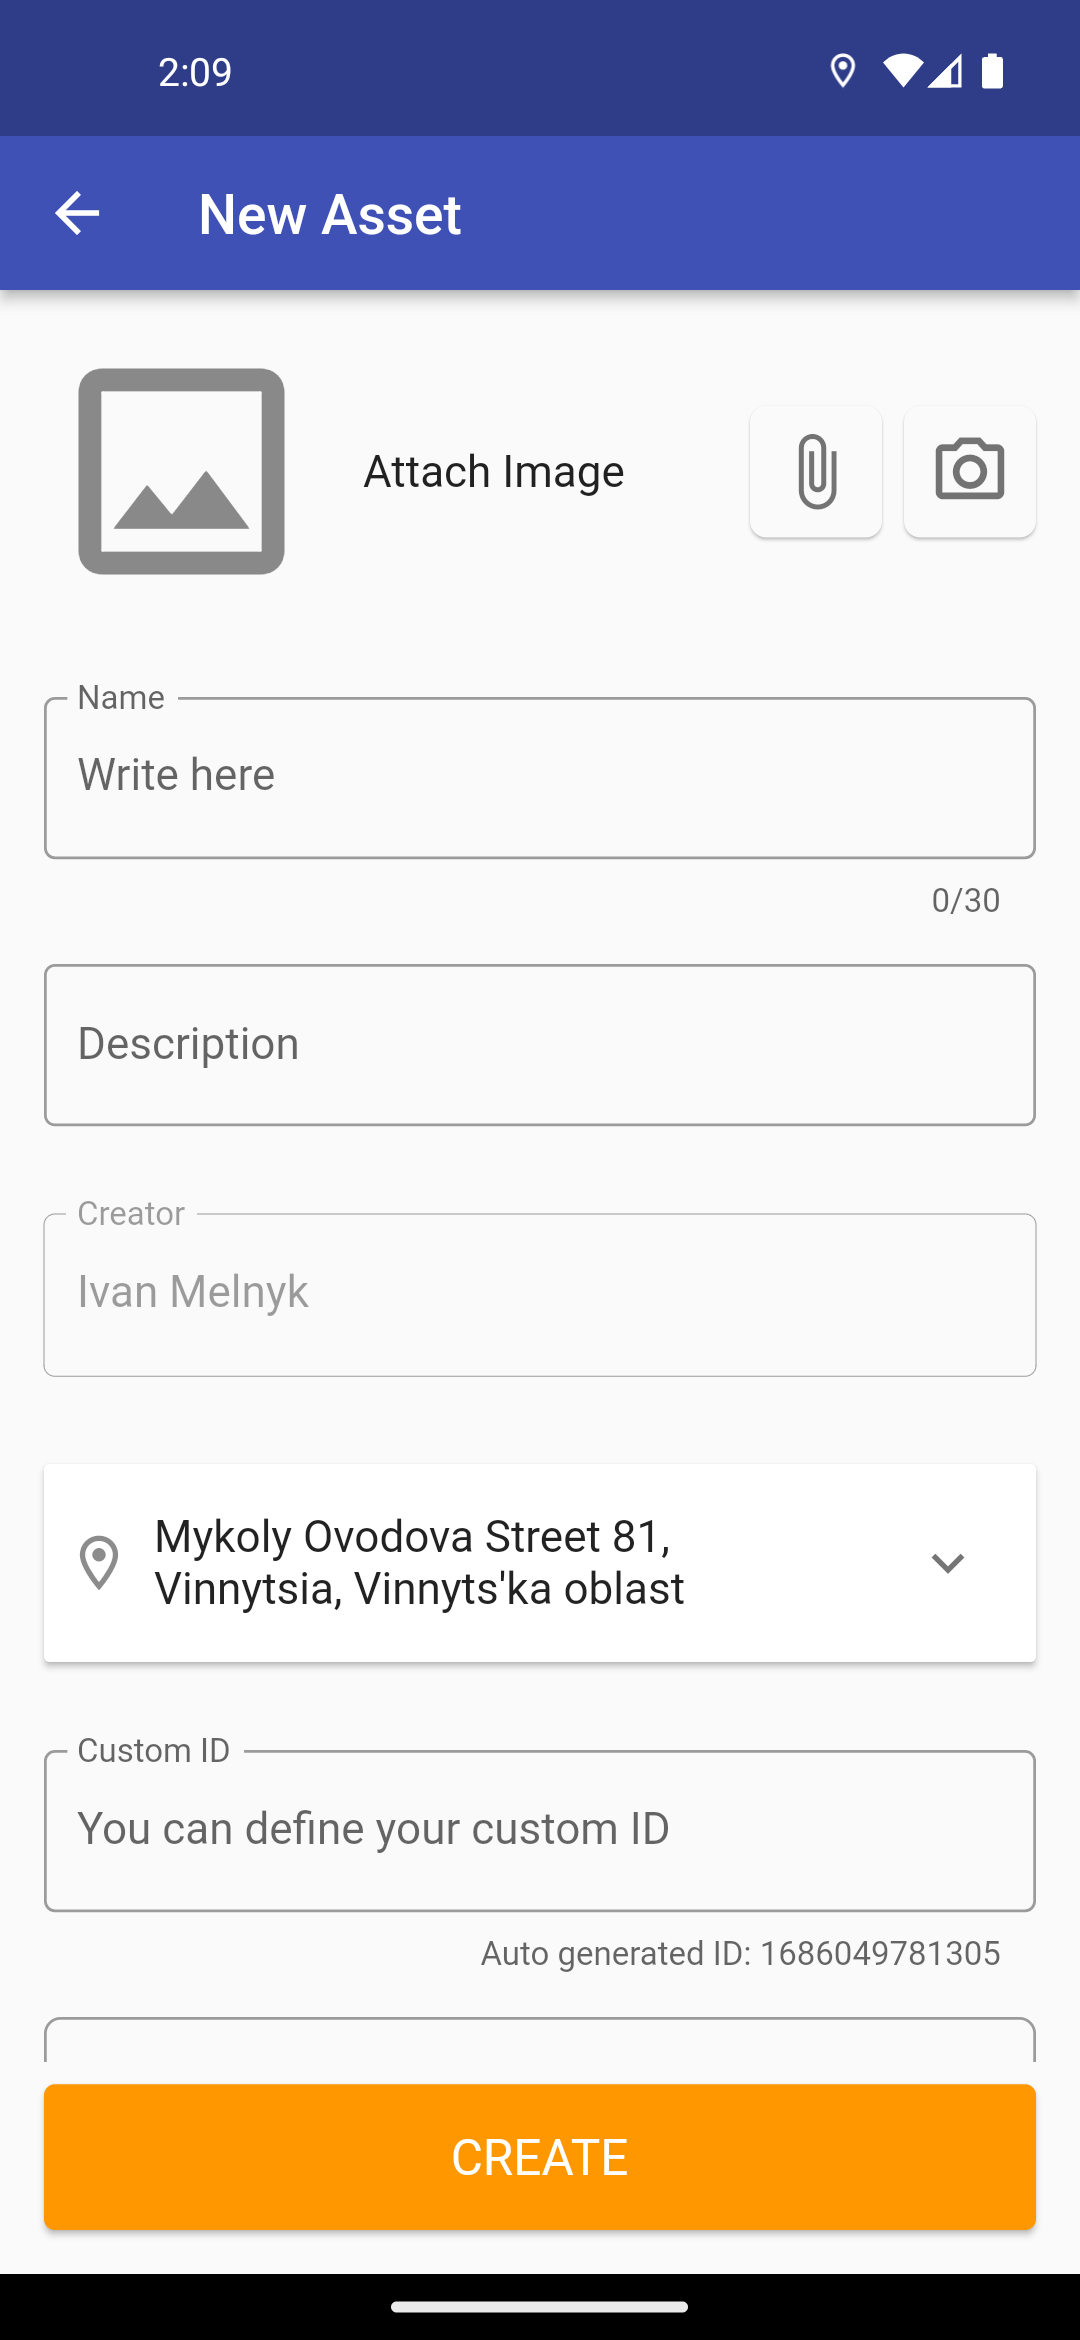 2:09
New Asset
Attach Image
Name
Write here
0/30
Description
Creator
Ivan Melnyk
Mykoly Ovodova Street 81,
Vinnytsia, Vinnyts'ka oblast
Custom ID
You can define your custom ID
Auto generated ID: 1686049781305
CREATE